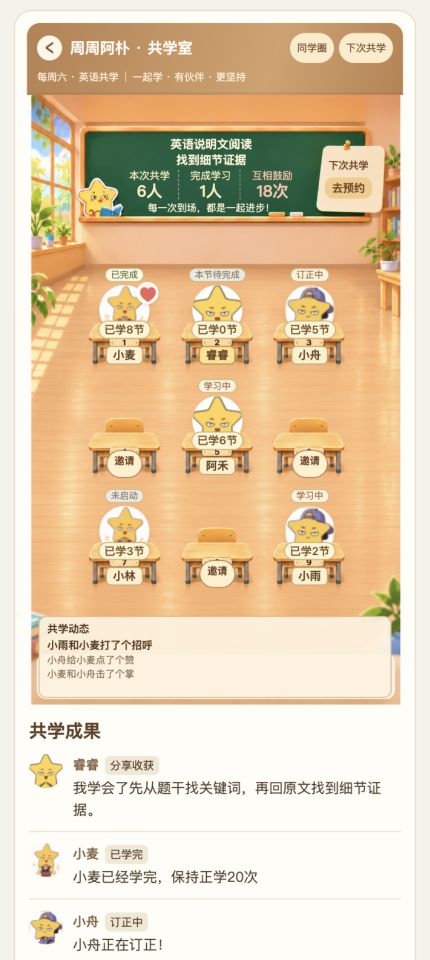 周周阿朴 · 共学室
同学圈
下次共学
每周六 · 英语共学 | 一起学 · 有伙伴 · 更坚持
英语说明文阅读
找到细节证据
本次共学 完成学习 互相鼓励
6人 1人 18次
每一次到场，都是一起进步！
下次共学
去预约
已完成 本节待完成 订正中
已学8节 已学0节 已学5节
1 2 3
小麦 睿睿 小舟
学习中
已学6节
5
邀请 阿禾 邀请
未启动 学习中
已学3节 已学2节
7 9
小林 邀请 小雨
共学动态
小雨和小麦打了个招呼
小舟给小麦点了个赞
小麦和小舟击了个掌
共学成果
睿睿 分享收获
我学会了先从题干找关键词，再回原文找到细节证
据。
小麦 已学完
小麦已经学完，保持正学20次
小舟 订正中
小舟正在订正！